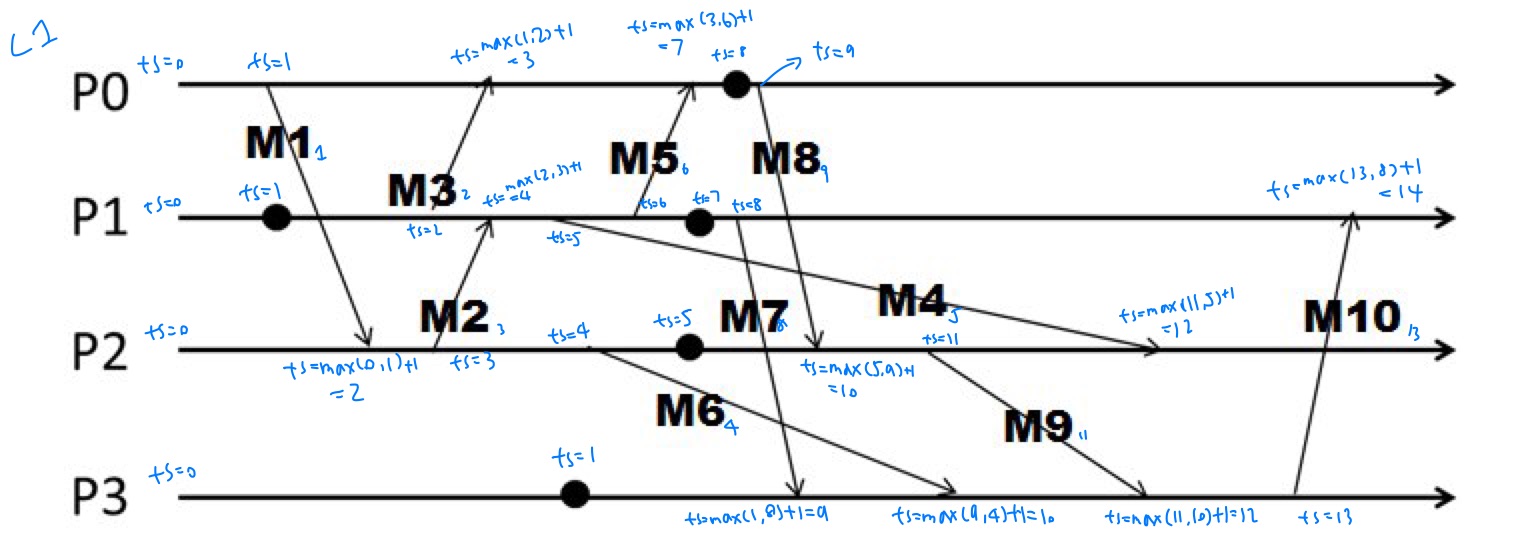 L1
ts=max(3,6)+1
=7
ts=max(1,2)+1
=3
ts=8
ts=9
ts=0
ts=1
P0
M1 1
M5 6
M8 9
max(2,3)+1
ts= =4
ts=max(13,8)+1
=14
M3 2
ts=1
ts=0
ts=6
ts=7
ts=8
P1
ts=2
ts=5
M2 3
M7 8
M4 5
M10 13
ts=max(11,5)+1
=12
ts=0
ts=4
ts=5
ts=11
P2
ts=max(0,1)+1
=2
ts=3
ts=max(5,9)+1
=10
M6 4
M9 11
ts=0
ts=1
P3
ts=max(1,8)+1=9
ts=max(9,4)+1=10
ts=max(11,10)+1=12
ts=13